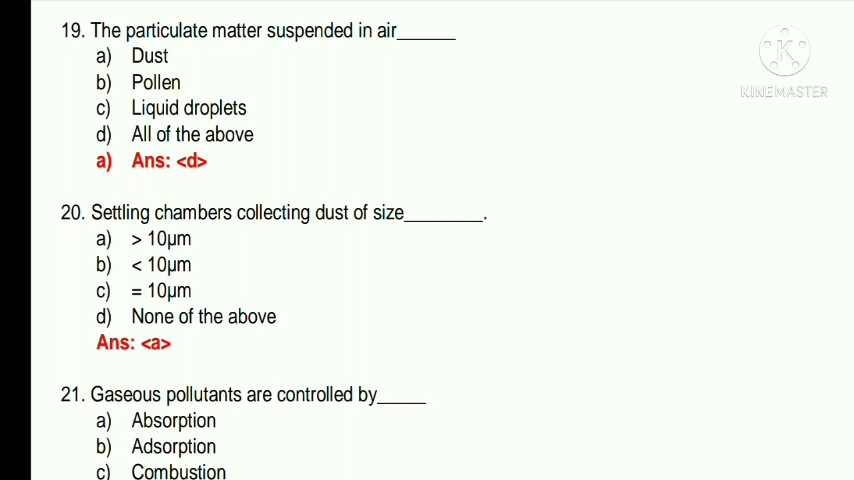 19. The particulate matter suspended in air______
a) Dust
b) Pollen
c) Liquid droplets
d) All of the above
a) Ans: <d>
20. Settling chambers collecting dust of size________.
a) > 10µm
b) < 10µm
c) = 10µm
d) None of the above
Ans: <a>
21. Gaseous pollutants are controlled by_____
a) Absorption
b) Adsorption
c) Combustion
K
KINEMASTER